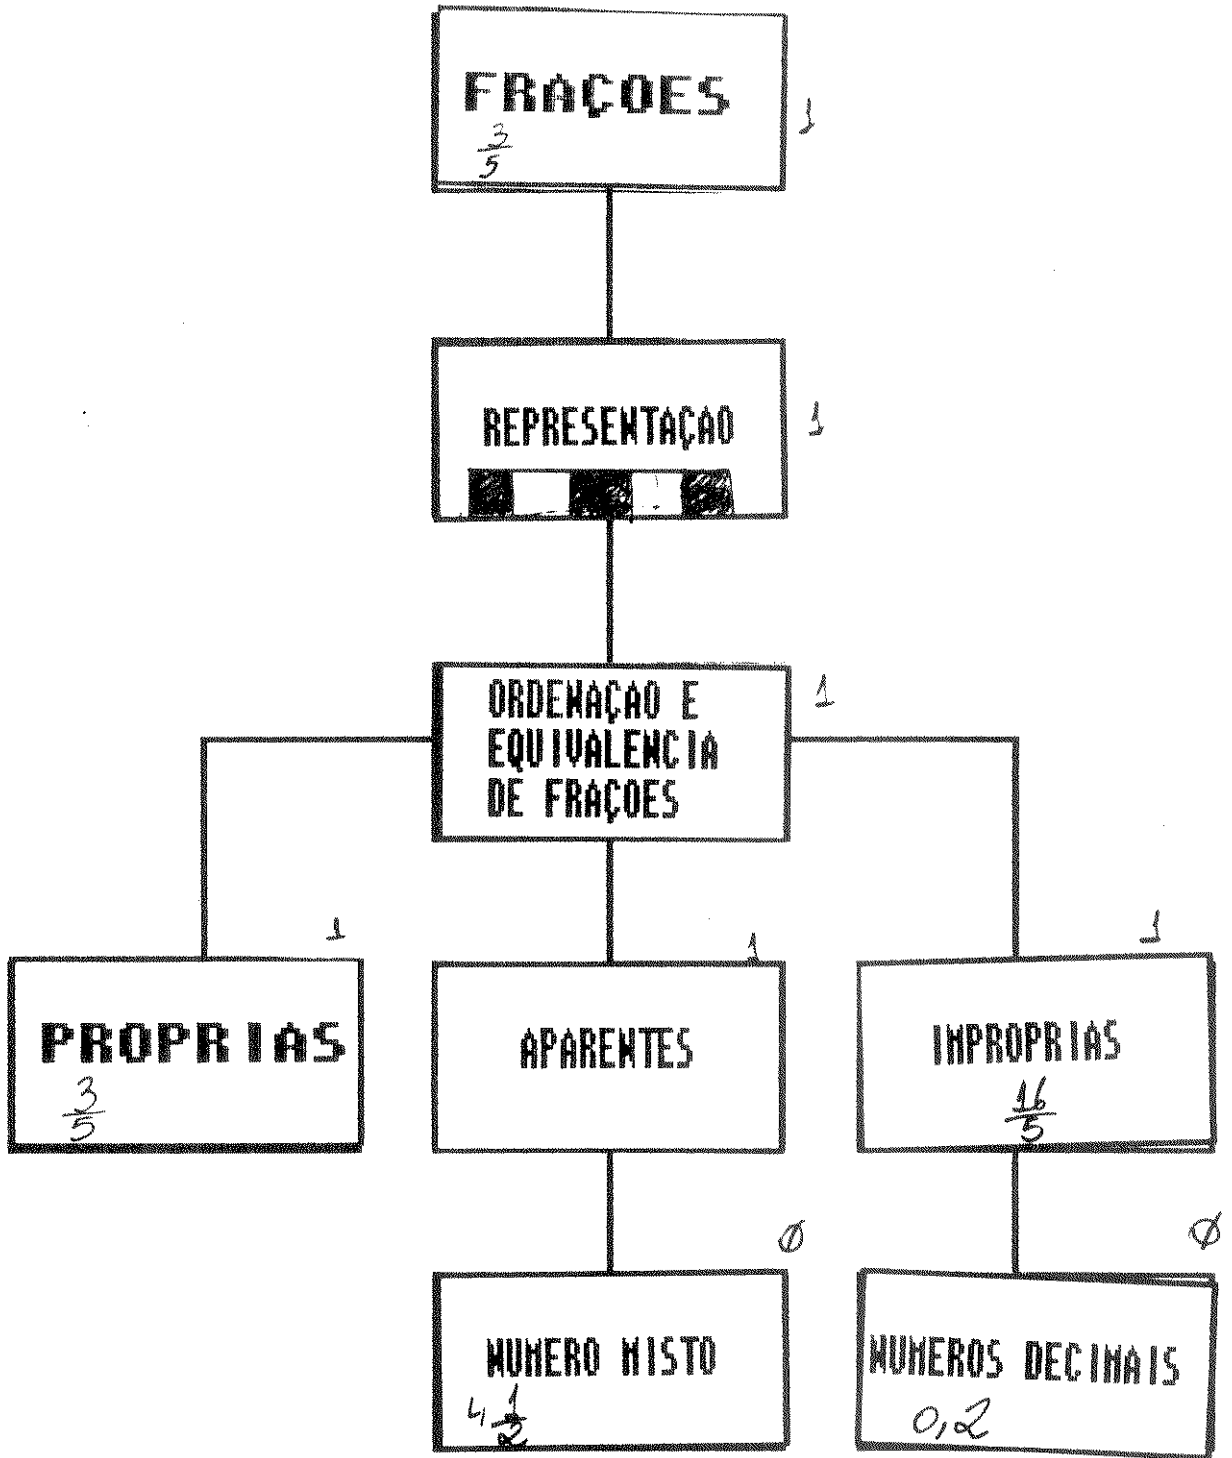 FRAÇOES
3/5
1
REPRESENTAÇAO
1
ORDENAÇAO E
EQUIVALENCIA
DE FRAÇOES
1
1
PROPRIAS
3/5
1
APARENTES
1
IMPROPRIAS
16/5
Ø
NUMERO MISTO
4 1/2
Ø
NUMEROS DECIMAIS
0,2